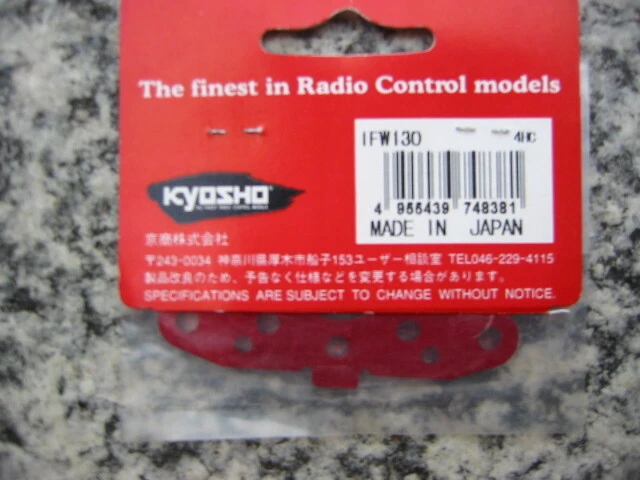 The finest in Radio Control models
IFW130 4HC
4 955439 748381
MADE IN JAPAN
KYOSHO
京商株式会社
〒243-0034 神奈川県厚木市船子153ユーザー相談室 TEL046-229-4115
製品改良のため、予告なく仕様などを変更する場合があります。
SPECIFICATIONS ARE SUBJECT TO CHANGE WITHOUT NOTICE.